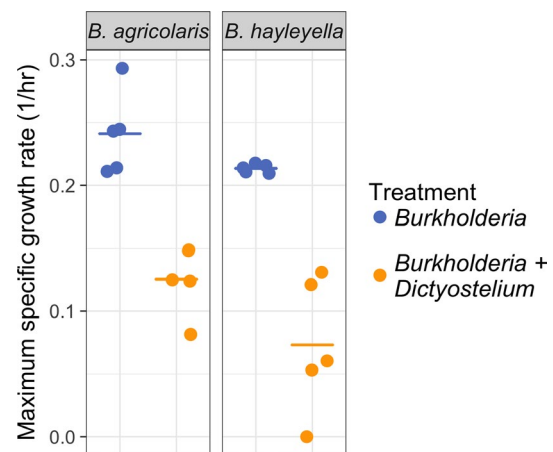 B. agricolaris
B. hayleyella
Maximum specific growth rate (1/hr)
0.3
0.2
0.1
0.0
Treatment
Burkholderia
Burkholderia +
Dictyostelium